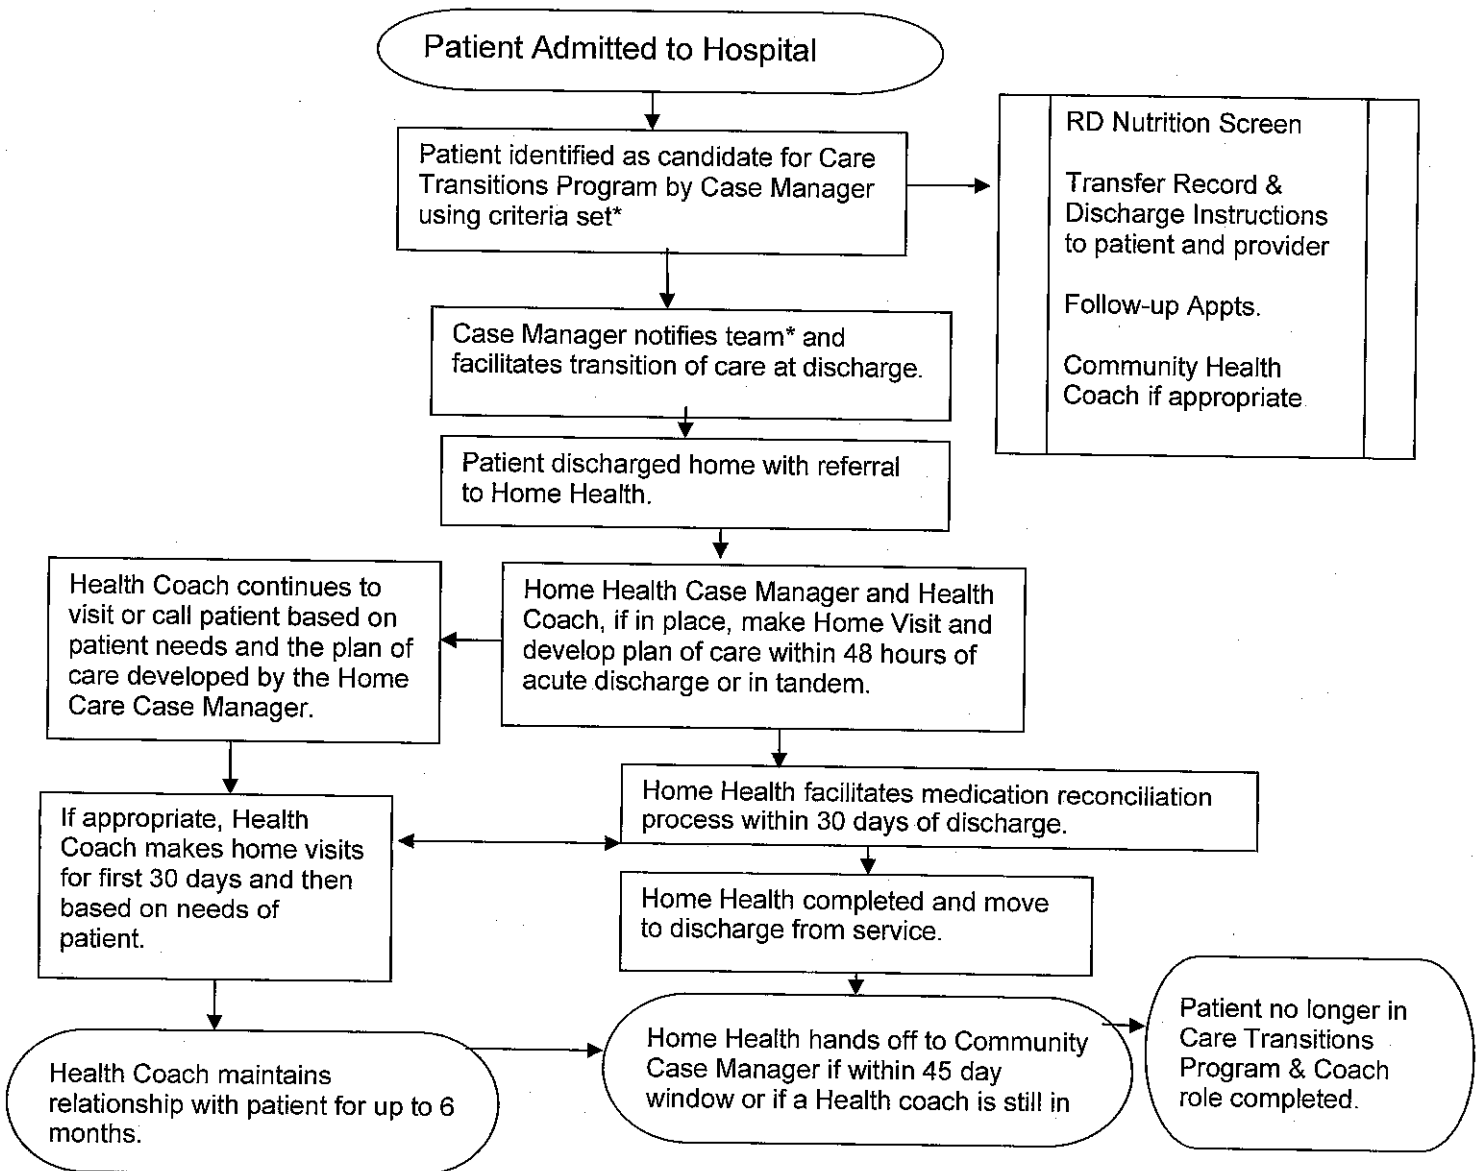 Patient Admitted to Hospital
Patient identified as candidate for Care
Transitions Program by Case Manager
using criteria set*
RD Nutrition Screen
Transfer Record &
Discharge Instructions
to patient and provider
Follow-up Appts.
Community Health
Coach if appropriate
Case Manager notifies team* and
facilitates transition of care at discharge.
Patient discharged home with referral
to Home Health.
Home Health Case Manager and Health
Coach, if in place, make Home Visit and
develop plan of care within 48 hours of
acute discharge or in tandem.
Health Coach continues to
visit or call patient based on
patient needs and the plan of
care developed by the Home
Care Case Manager.
Home Health facilitates medication reconciliation
process within 30 days of discharge.
If appropriate, Health
Coach makes home visits
for first 30 days and then
based on needs of
patient.
Home Health completed and move
to discharge from service.
Health Coach maintains
relationship with patient for up to 6
months.
Home Health hands off to Community
Case Manager if within 45 day
window or if a Health coach is still in
Patient no longer in
Care Transitions
Program & Coach
role completed.